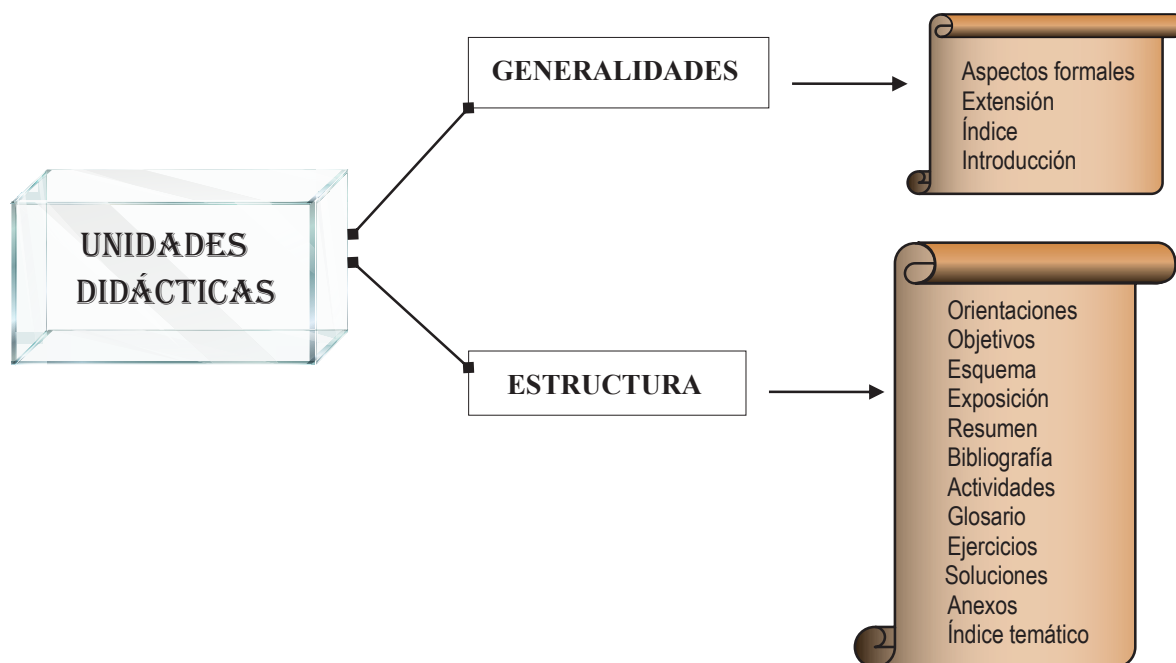 GENERALIDADES
Aspectos formales
Extensión
Índice
Introducción
UNIDADES
DIDÁCTICAS
ESTRUCTURA
Orientaciones
Objetivos
Esquema
Exposición
Resumen
Bibliografía
Actividades
Glosario
Ejercicios
Soluciones
Anexos
Índice temático